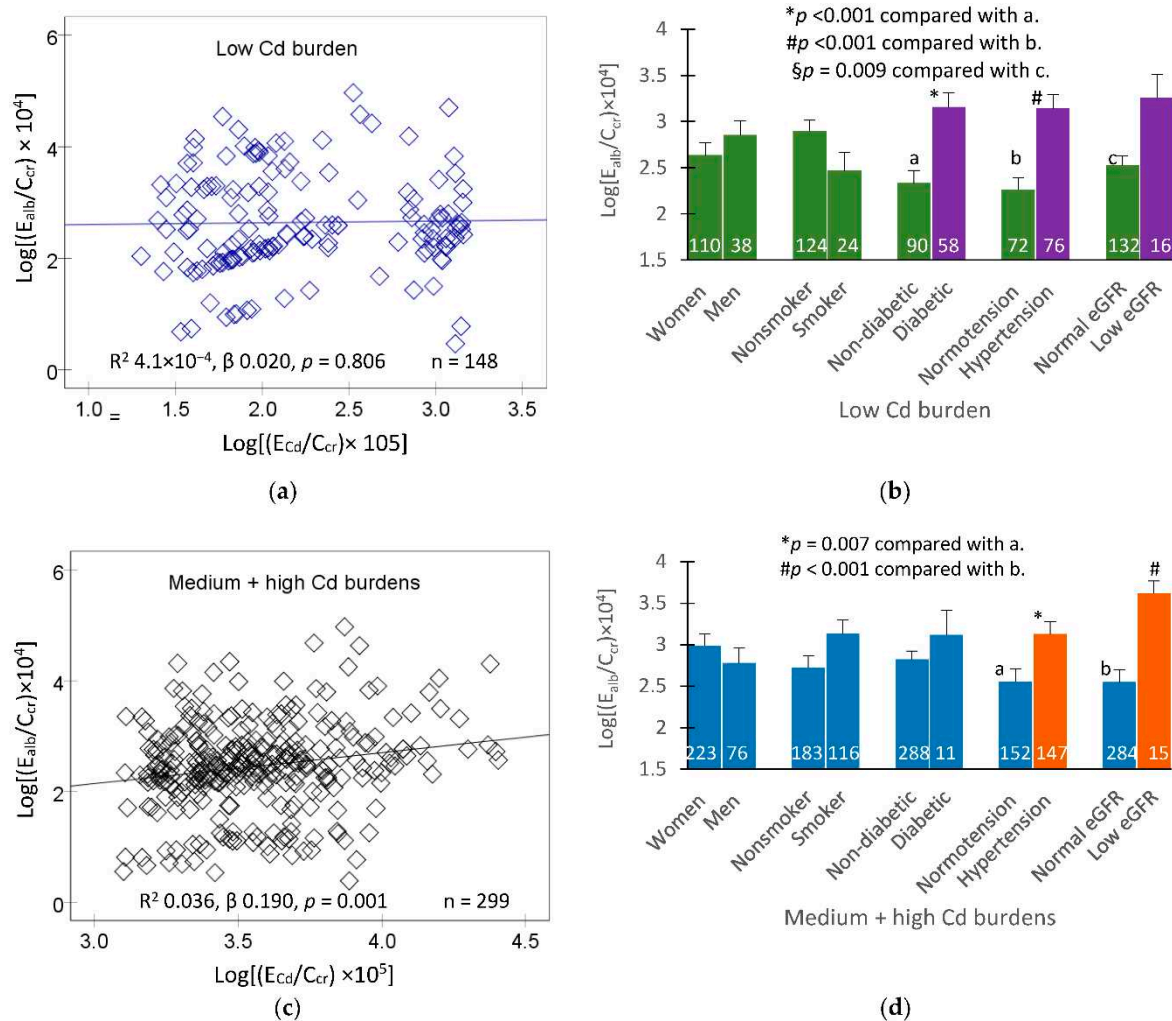 6
4
2
0
Log[(Ealb/Ccr) × 10⁴]
Low Cd burden
R² 4.1×10⁻⁴, β 0.020, p = 0.806 n = 148
1.0 = 1.5 2.0 2.5 3.0 3.5
Log[(ECd/Ccr)× 105]
(a)
*p <0.001 compared with a.
#p <0.001 compared with b.
§p = 0.009 compared with c.
4
3.5
3
2.5
2
1.5
Log[Ealb/Ccr)×10⁴]
* #
a b c
110 38 124 24 90 58 72 76 132 16
Women
Men
Nonsmoker
Smoker
Non-diabetic
Diabetic
Normotension
Hypertension
Normal eGFR
Low eGFR
Low Cd burden
(b)
6
4
2
0
Log[(Ealb/Ccr)×10⁴]
Medium + high Cd burdens
R² 0.036, β 0.190, p = 0.001 n = 299
3.0 3.5 4.0 4.5
Log[(ECd/Ccr) ×10⁵]
(c)
*p = 0.007 compared with a.
#p < 0.001 compared with b.
4
3.5
3
2.5
2
1.5
Log[(Ealb/Ccr)×10⁴]
#
*
a b
223 76 183 116 288 11 152 147 284 15
Women
Men
Nonsmoker
Smoker
Non-diabetic
Diabetic
Normotension
Hypertension
Normal eGFR
Low eGFR
Medium + high Cd burdens
(d)